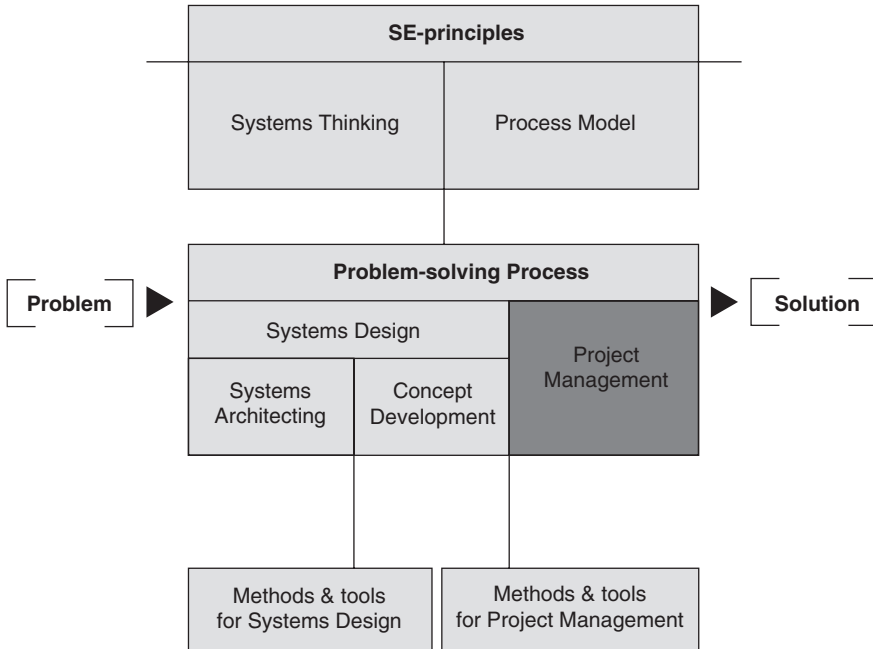 SE-principles
Systems Thinking
Process Model
Problem-solving Process
Problem
Solution
Systems Design
Project
Management
Systems
Architecting
Concept
Development
Methods & tools
for Systems Design
Methods & tools
for Project Management